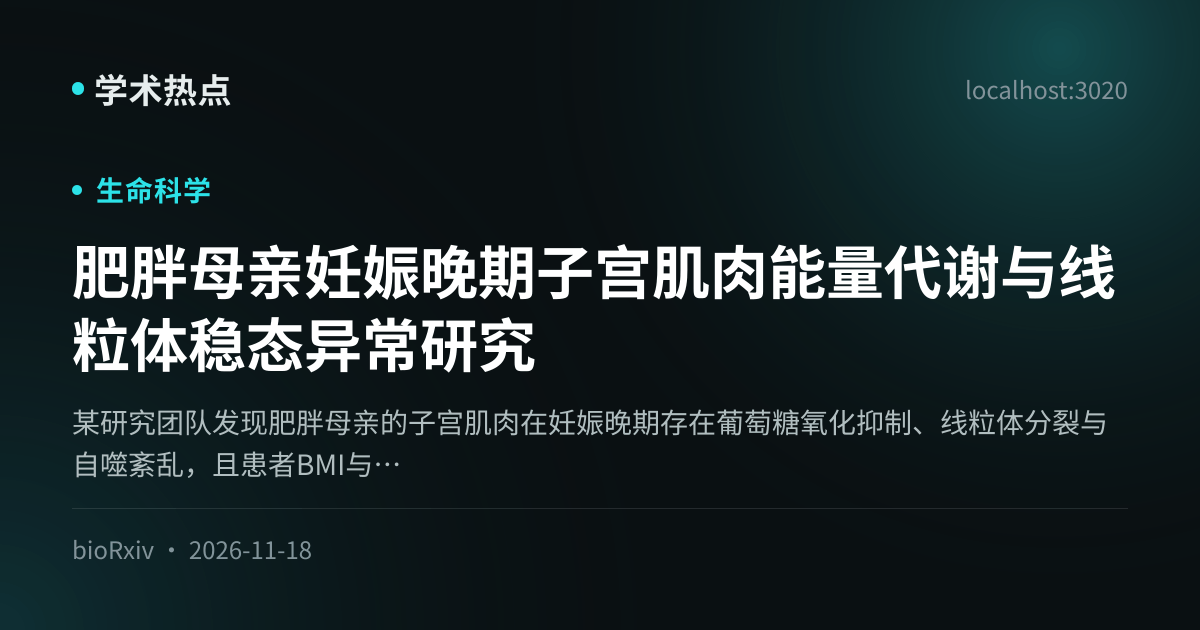 学术热点
localhost:3020
生命科学
肥胖母亲妊娠晚期子宫肌肉能量代谢与线
粒体稳态异常研究
某研究团队发现肥胖母亲的子宫肌肉在妊娠晚期存在葡萄糖氧化抑制、线粒体分裂与
自噬紊乱，且患者BMI与…
bioRxiv · 2026-11-18